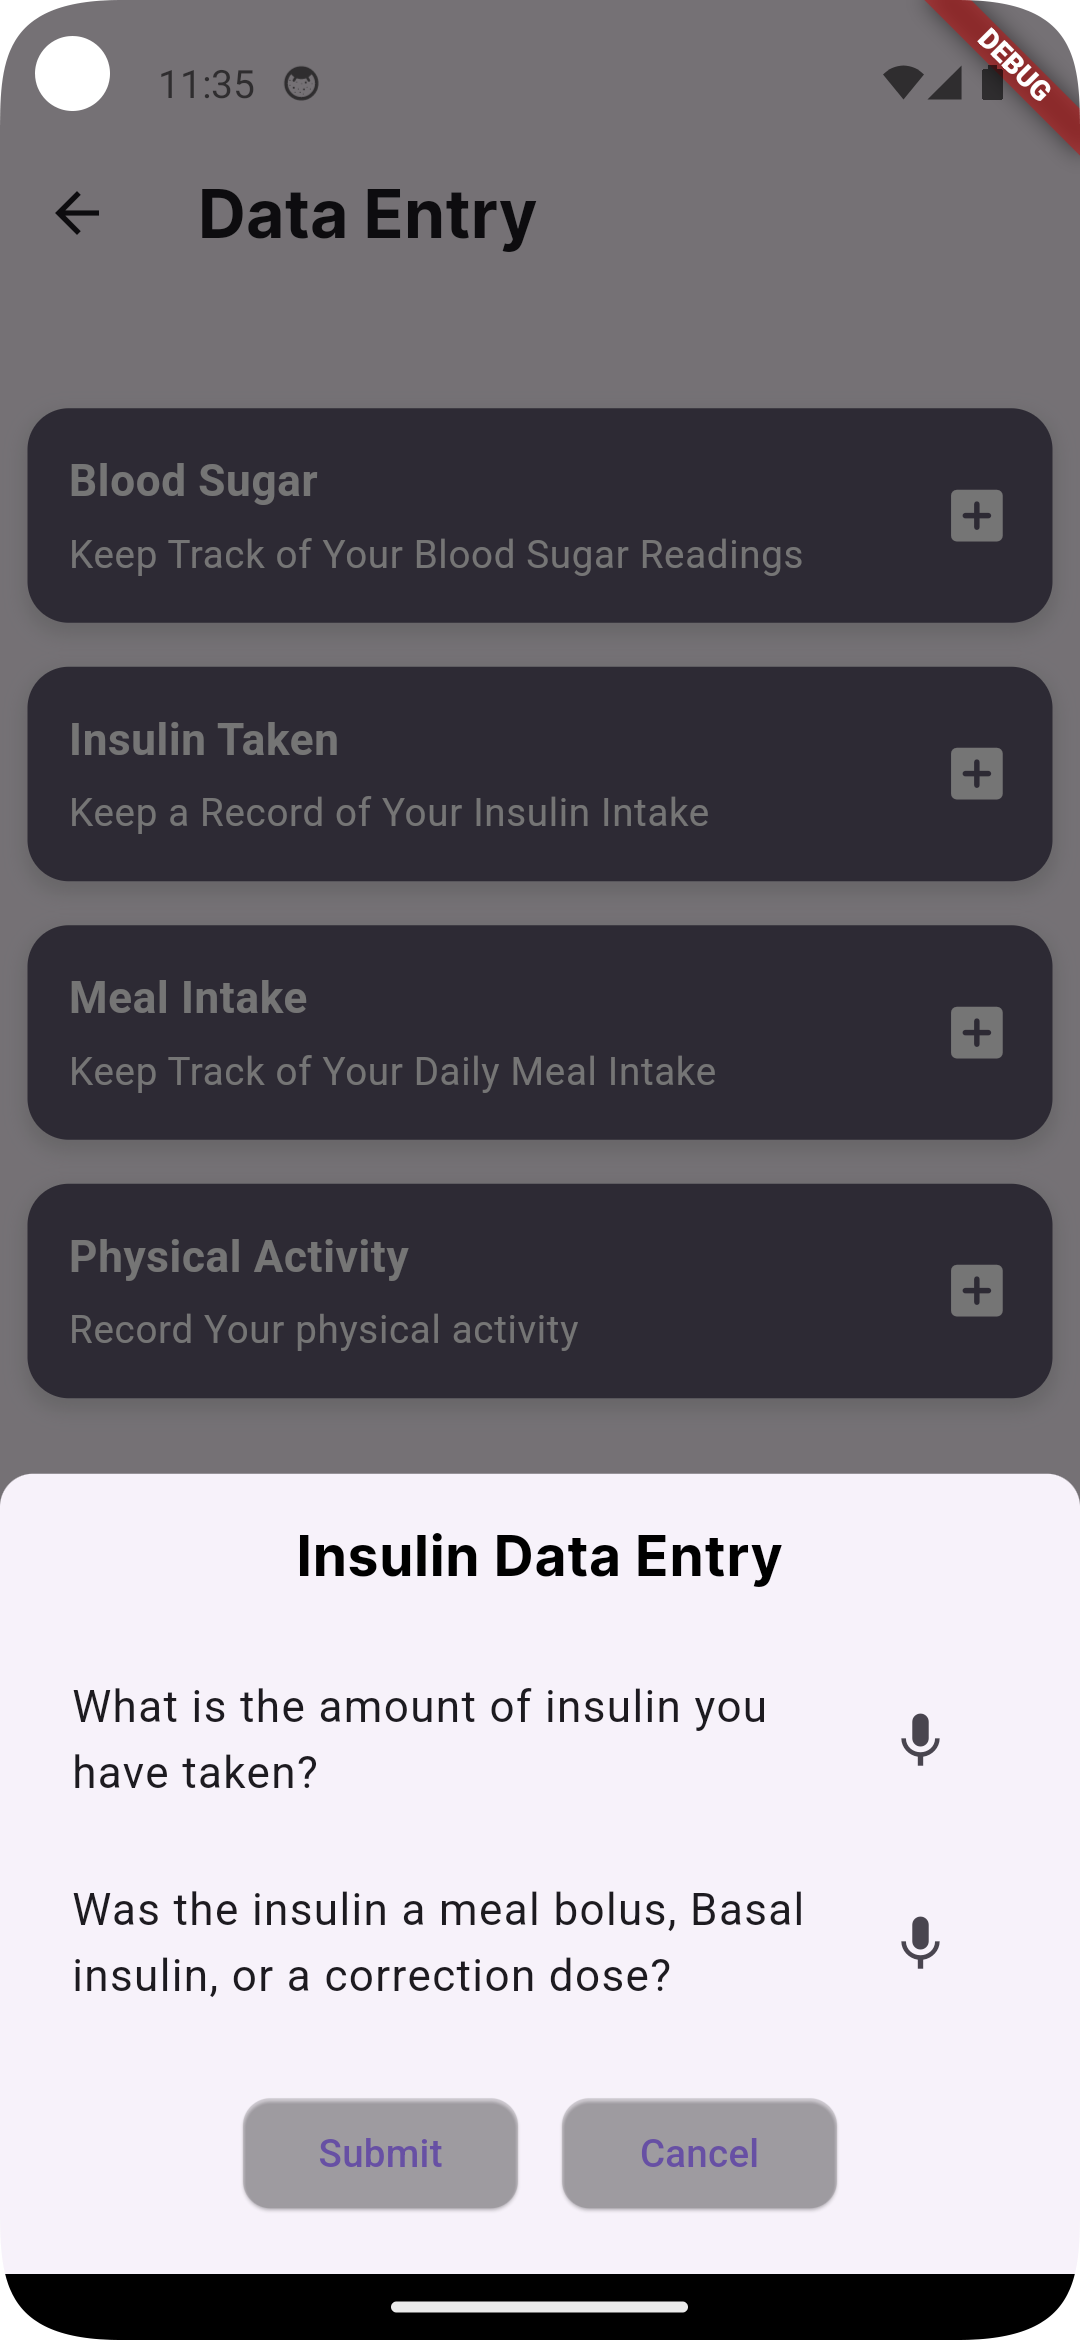 11:35
DEBUG
Data Entry
Blood Sugar
Keep Track of Your Blood Sugar Readings
Insulin Taken
Keep a Record of Your Insulin Intake
Meal Intake
Keep Track of Your Daily Meal Intake
Physical Activity
Record Your physical activity
Insulin Data Entry
What is the amount of insulin you
have taken?
Was the insulin a meal bolus, Basal
insulin, or a correction dose?
Submit
Cancel